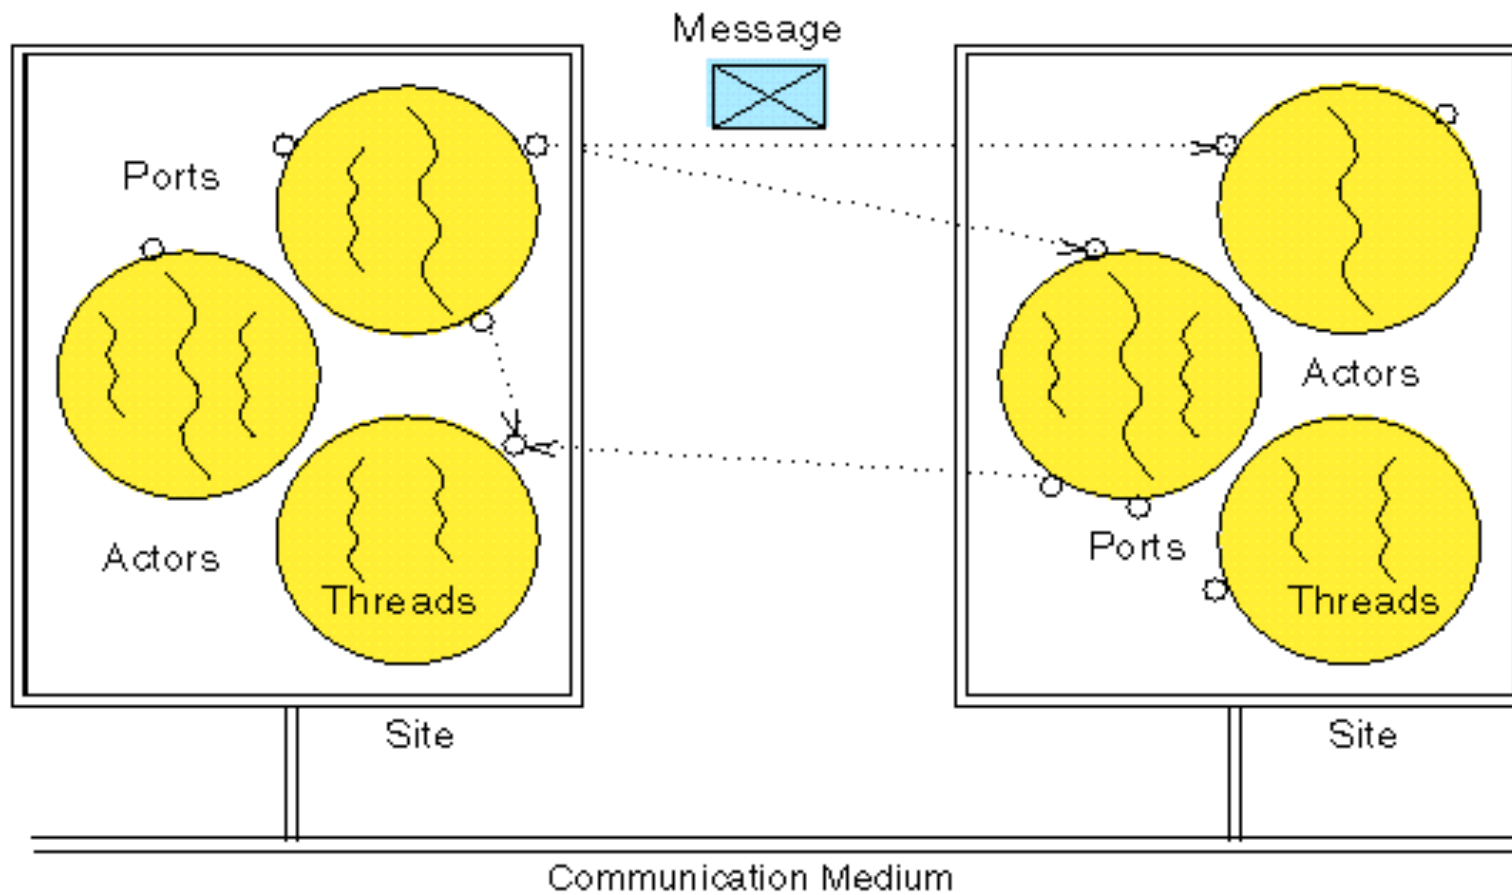 Message
Ports
Actors
Actors
Ports
Threads
Threads
Site
Site
Communication Medium